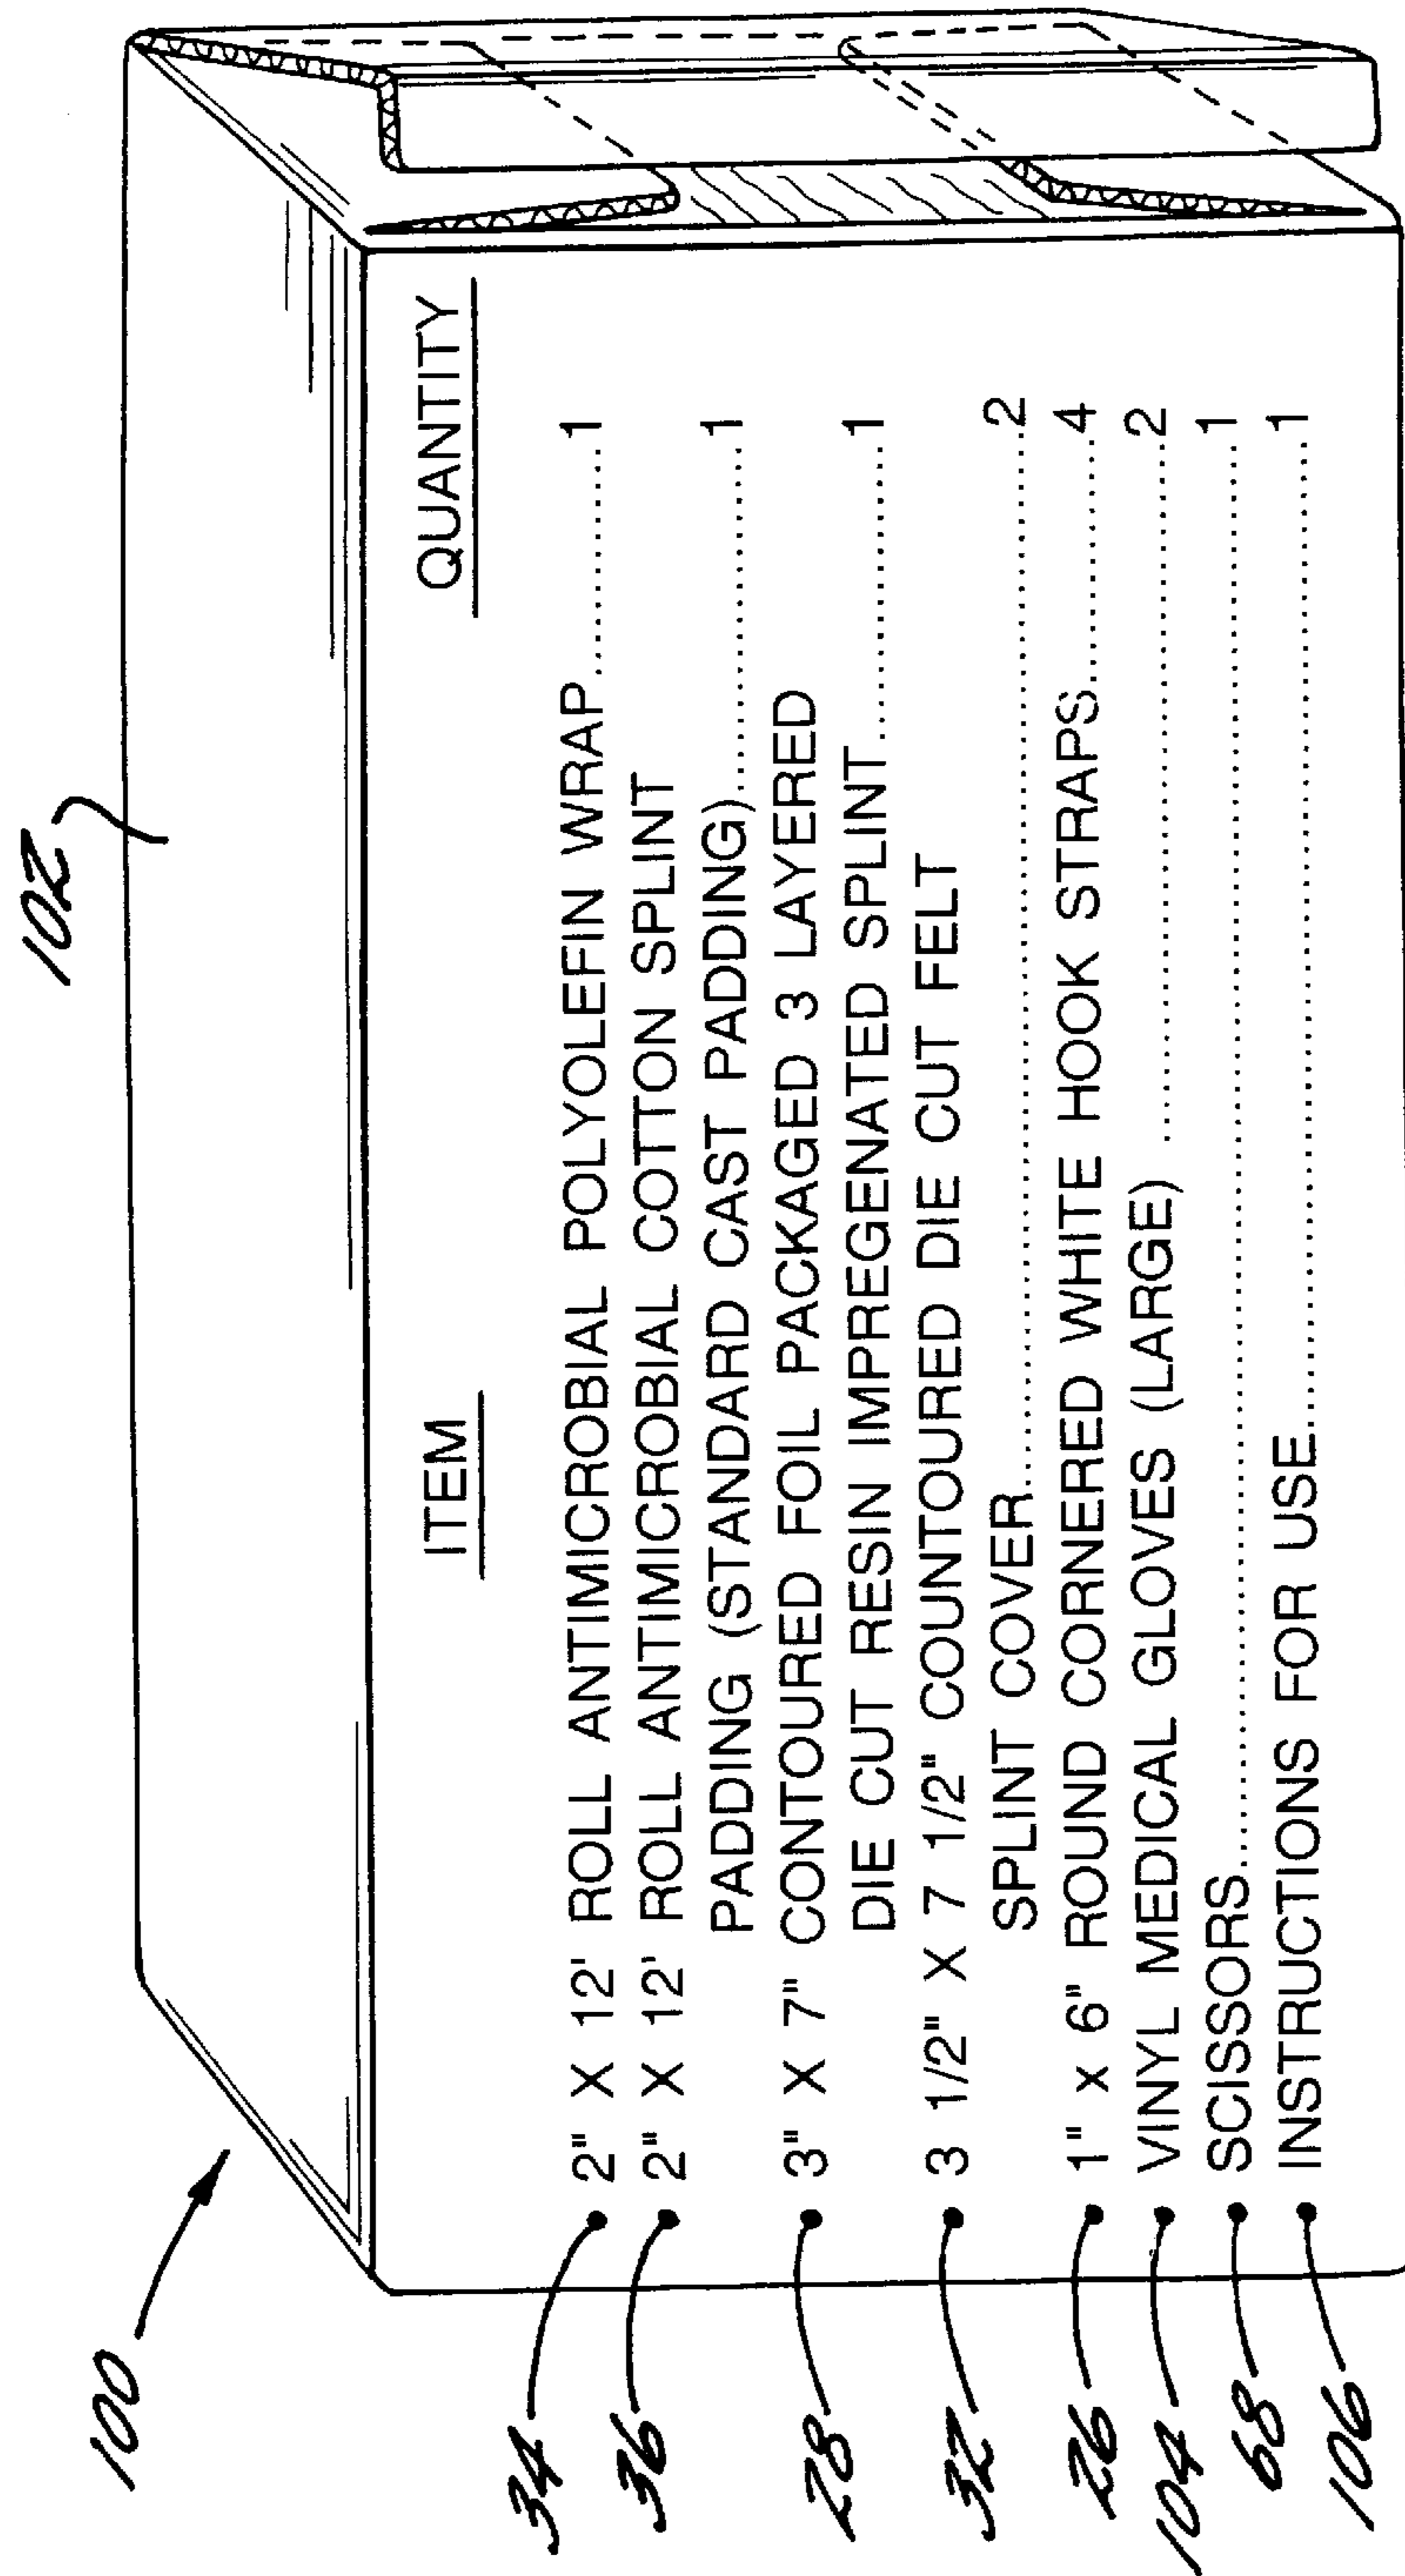 102
100
ITEM QUANTITY
34 2" X 12' ROLL ANTIMICROBIAL POLYOLEFIN WRAP............ 1
36 2" X 12' ROLL ANTIMICROBIAL COTTON SPLINT
PADDING (STANDARD CAST PADDING)................. 1
28 3" X 7" CONTOURED FOIL PACKAGED 3 LAYERED
DIE CUT RESIN IMPREGENATED SPLINT.............. 1
32 3 1/2" X 7 1/2" COUNTOURED DIE CUT FELT
SPLINT COVER.................................................. 2
26 1" x 6" ROUND CORNERED WHITE HOOK STRAPS........... 4
104 VINYL MEDICAL GLOVES (LARGE) .................................. 2
68 SCISSORS.................................................................. 1
106 INSTRUCTIONS FOR USE............................................. 1